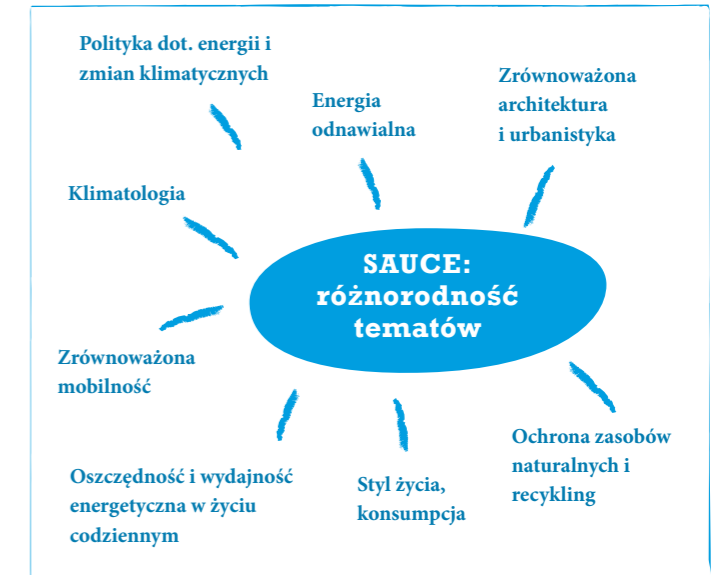 Polityka dot. energii i
zmian klimatycznych
Energia
odnawialna
Zrównoważona
architektura
i urbanistyka
Klimatologia
SAUCE:
różnorodność
tematów
Zrównoważona
mobilność
Oszczędność i wydajność
energetyczna w życiu
codziennym
Styl życia,
konsumpcja
Ochrona zasobów
naturalnych i
recykling